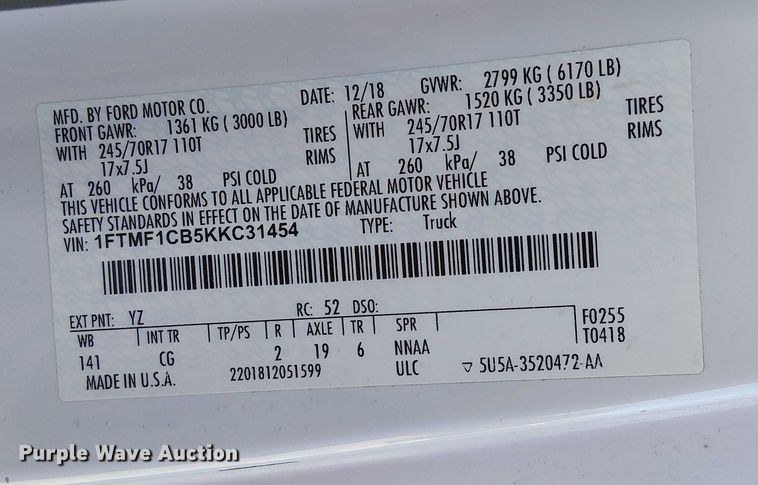 MFD. BY FORD MOTOR CO. DATE: 12/18 GVWR: 2799 KG ( 6170 LB)
FRONT GAWR: 1361 KG ( 3000 LB) REAR GAWR: 1520 KG ( 3350 LB)
WITH 245/70R17 110T TIRES WITH 245/70R17 110T TIRES
17x7.5J RIMS 17x7.5J RIMS
AT 260 kPa/ 38 PSI COLD AT 260 kPa/ 38 PSI COLD
THIS VEHICLE CONFORMS TO ALL APPLICABLE FEDERAL MOTOR VEHICLE
SAFETY STANDARDS IN EFFECT ON THE DATE OF MANUFACTURE SHOWN ABOVE.
VIN: 1FTMF1CB5KKC31454 TYPE: Truck
EXT PNT: YZ RC: 52 DSO: F0255
WB INT TR TP/PS R AXLE TR SPR T0418
141 CG 2 19 6 NNAA
MADE IN U.S.A. 2201812051599 ULC ▽ 5U5A-3520472-AA
Purple Wave Auction